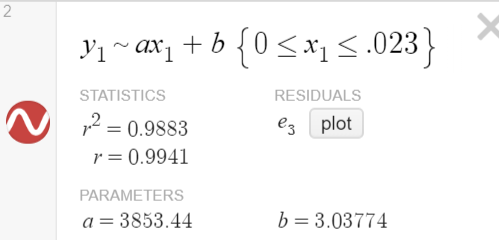 2
y₁ ~ ax₁ + b {0 ≤ x₁ ≤ .023}
STATISTICS RESIDUALS
r² = 0.9883 e₃ plot
r = 0.9941
PARAMETERS
a = 3853.44 b = 3.03774